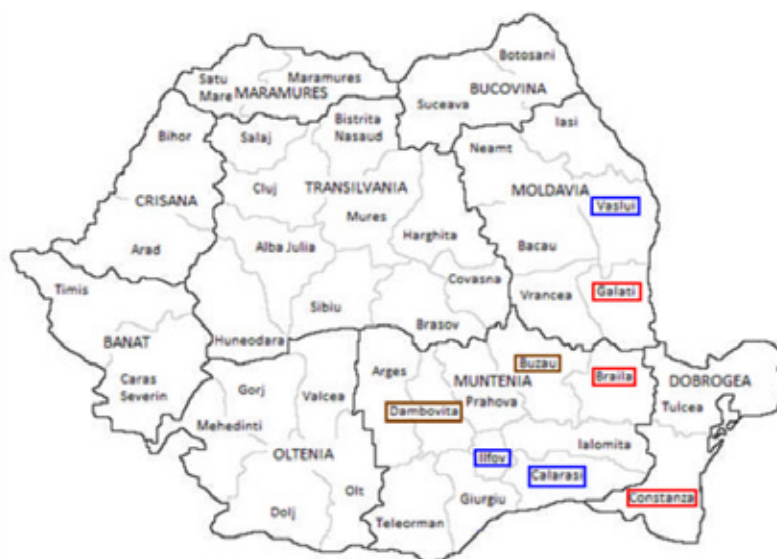 Botosani
Satu
Mare
Maramures
MARAMURES
BUCOVINA
Suceava
Bistrita
Nasaud
Iasi
Bihor
Salaj
Neamt
Cluj
TRANSILVANIA
MOLDAVIA
CRISANA
Vaslui
Mures
Harghita
Arad
Alba Julia
Bacau
Covasna
Timis
Sibiu
Vrancea
Galati
Brasov
BANAT
Huneodara
Buzau
Arges
Braila
Caras
Severin
Gorj
Valcea
MUNTENIA
DOBROGEA
Prahova
Tulcea
Mehedinti
Dambovita
Ialomita
OLTENIA
Ilfov
Calarasi
Olt
Giurgiu
Constanza
Dolj
Teleorman